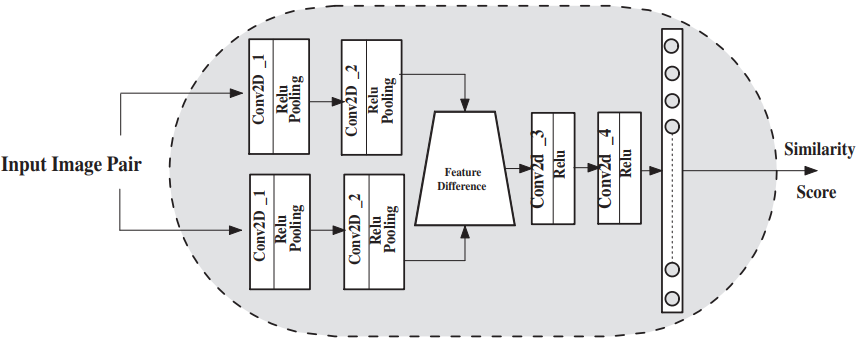 Conv2D _1
Relu
Pooling
Conv2D _2
Relu
Pooling
Input Image Pair
Conv2D _1
Relu
Pooling
Conv2D _2
Relu
Pooling
Feature
Difference
Conv2d _3
Relu
Conv2d _4
Relu
Similarity
Score